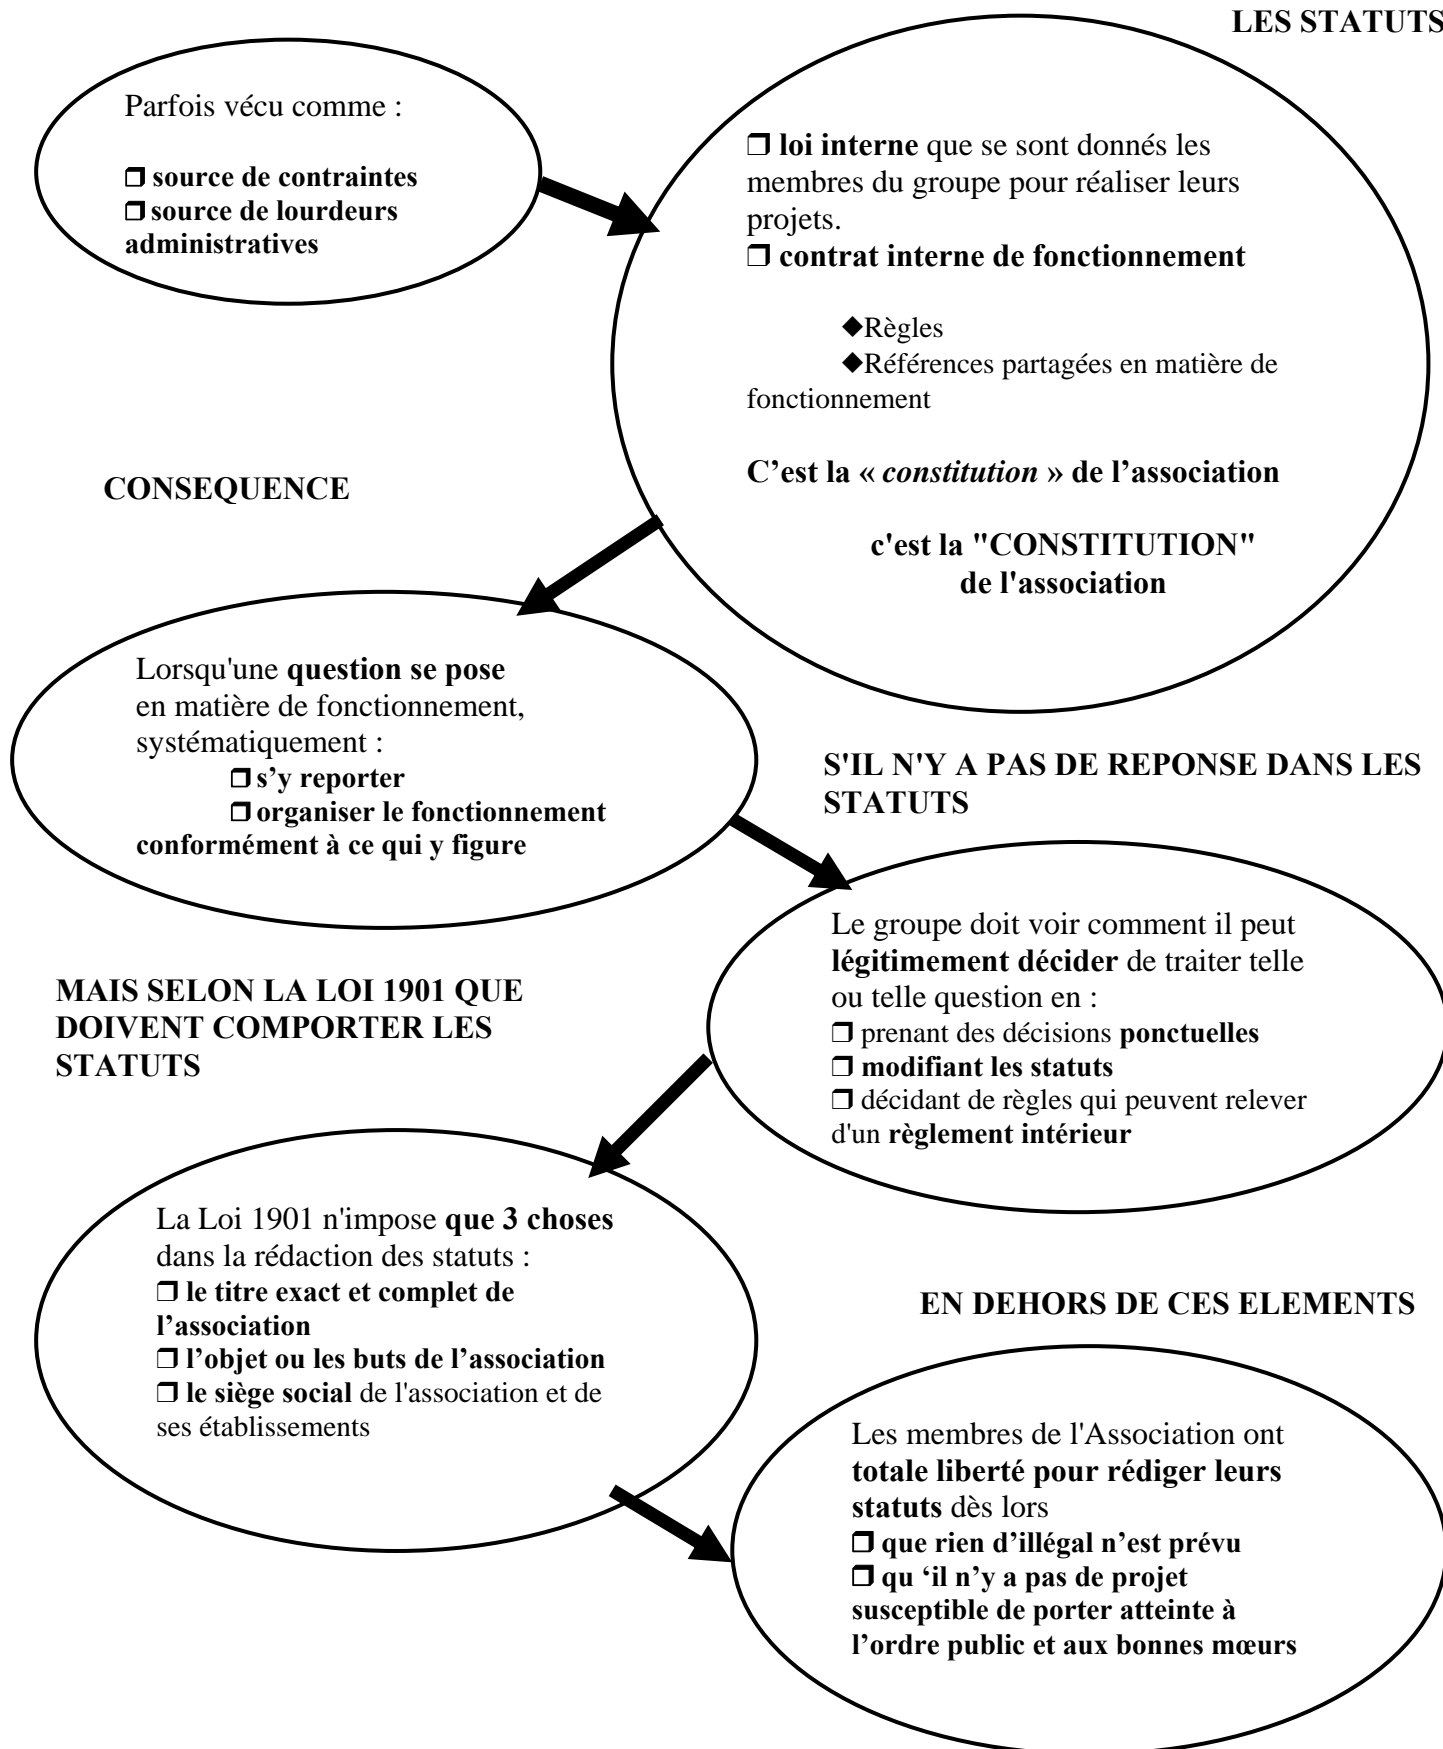 LES STATUTS
Parfois vécu comme :
❒ source de contraintes
❒ source de lourdeurs
administratives
❒ loi interne que se sont donnés les
membres du groupe pour réaliser leurs
projets.
❒ contrat interne de fonctionnement
◆Règles
◆Références partagées en matière de
fonctionnement
C’est la « constitution » de l’association
c'est la "CONSTITUTION"
de l'association
CONSEQUENCE
Lorsqu'une question se pose
en matière de fonctionnement,
systématiquement :
❒ s’y reporter
❒ organiser le fonctionnement
conformément à ce qui y figure
S'IL N'Y A PAS DE REPONSE DANS LES
STATUTS
Le groupe doit voir comment il peut
légitimement décider de traiter telle
ou telle question en :
❒ prenant des décisions ponctuelles
❒ modifiant les statuts
❒ décidant de règles qui peuvent relever
d'un règlement intérieur
MAIS SELON LA LOI 1901 QUE
DOIVENT COMPORTER LES
STATUTS
La Loi 1901 n'impose que 3 choses
dans la rédaction des statuts :
❒ le titre exact et complet de
l’association
❒ l’objet ou les buts de l’association
❒ le siège social de l'association et de
ses établissements
EN DEHORS DE CES ELEMENTS
Les membres de l'Association ont
totale liberté pour rédiger leurs
statuts dès lors
❒ que rien d’illégal n’est prévu
❒ qu ‘il n’y a pas de projet
susceptible de porter atteinte à
l’ordre public et aux bonnes mœurs